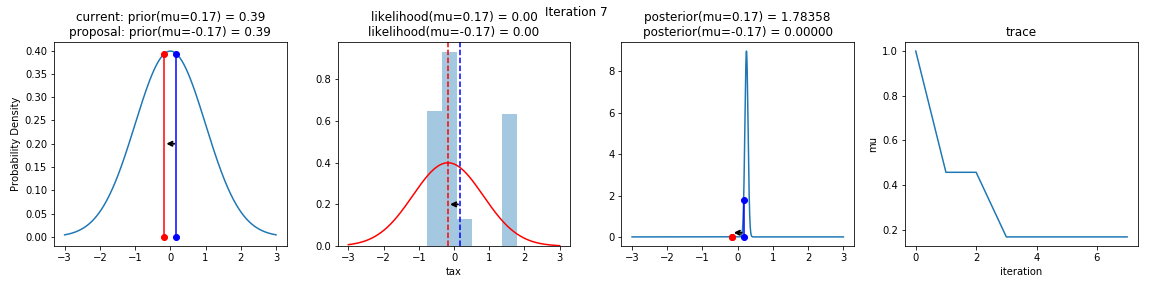 Iteration 7
current: prior(mu=0.17) = 0.39
proposal: prior(mu=-0.17) = 0.39
Probability Density
0.40
0.35
0.30
0.25
0.20
0.15
0.10
0.05
0.00
−3 −2 −1 0 1 2 3
likelihood(mu=0.17) = 0.00
likelihood(mu=-0.17) = 0.00
0.8
0.6
0.4
0.2
0.0
−3 −2 −1 0 1 2 3
tax
posterior(mu=0.17) = 1.78358
posterior(mu=-0.17) = 0.00000
8
6
4
2
0
−3 −2 −1 0 1 2 3
trace
mu
1.0
0.8
0.6
0.4
0.2
0 2 4 6
iteration